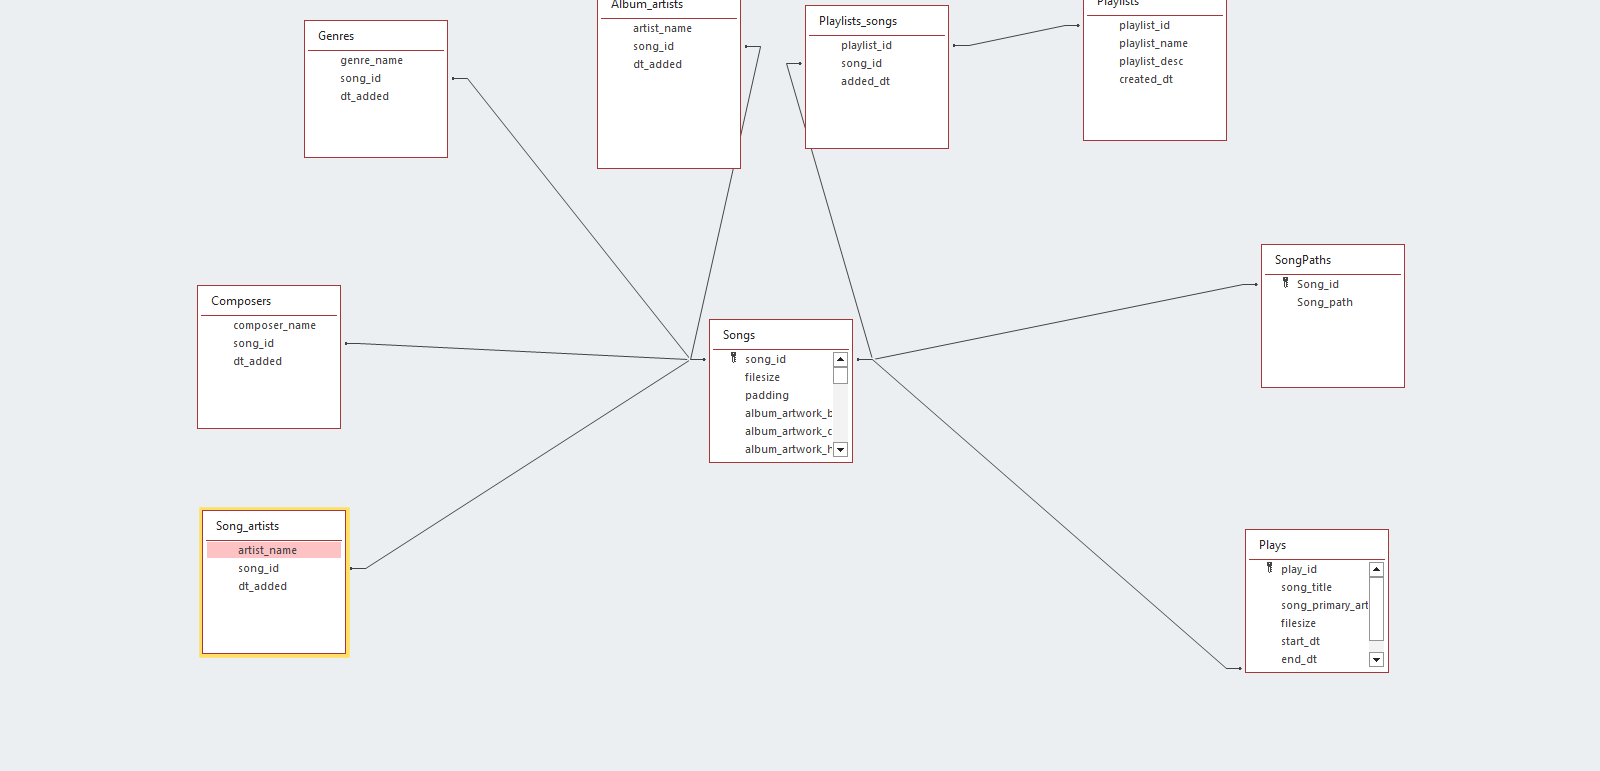 Album_artists
artist_name
song_id
dt_added
Playlists_songs
playlist_id
song_id
added_dt
Playlists
playlist_id
playlist_name
playlist_desc
created_dt
Genres
genre_name
song_id
dt_added
SongPaths
Song_id
Song_path
Composers
composer_name
song_id
dt_added
Songs
song_id
filesize
padding
album_artwork_b
album_artwork_
album_artwork_h
Song_artists
artist_name
song_id
dt_added
Plays
play_id
song_title
song_primary_art
filesize
start_dt
end_dt